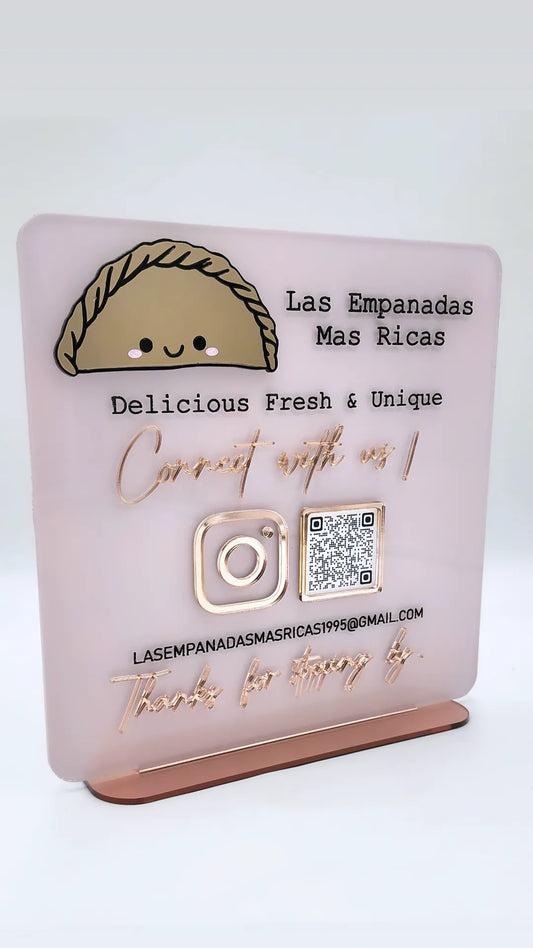 Las Empanadas
Mas Ricas
Delicious Fresh & Unique
Connect with us !
LASEMPANADASMASRICAS1995@GMAIL.COM
Thanks for stopping by.